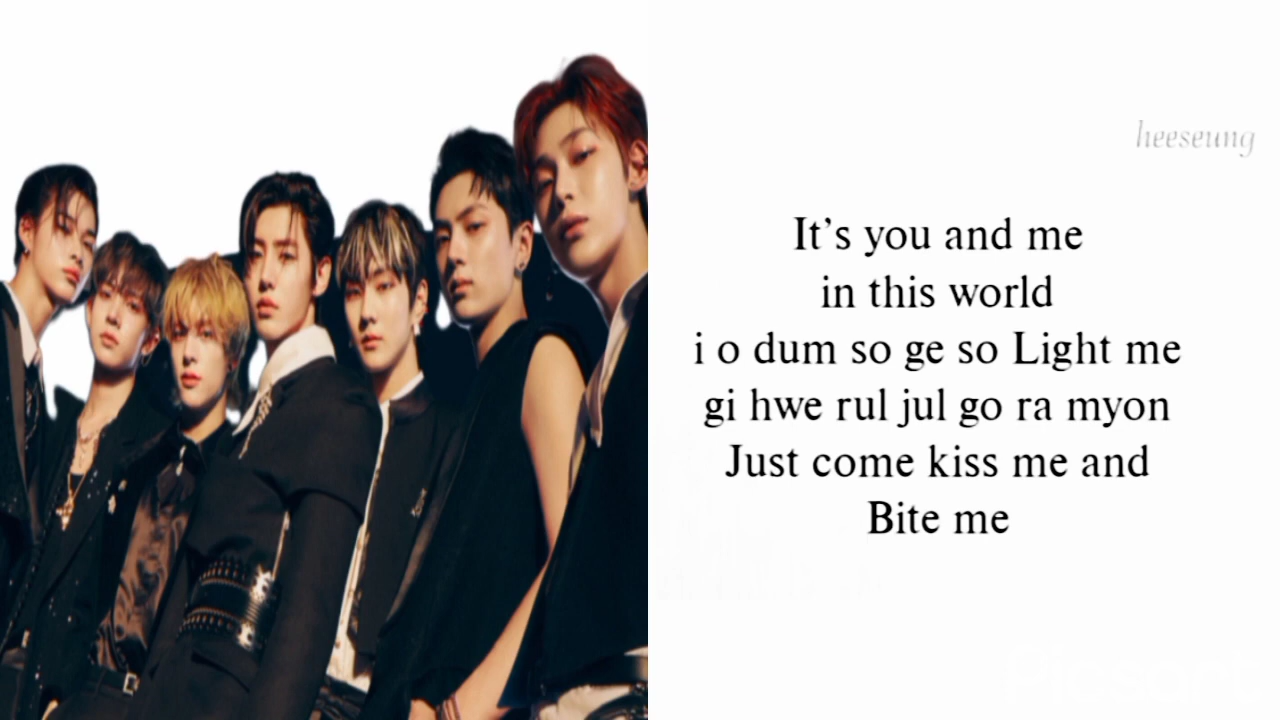 heeseung
It’s you and me
in this world
i o dum so ge so Light me
gi hwe rul jul go ra myon
Just come kiss me and
Bite me
Picsart